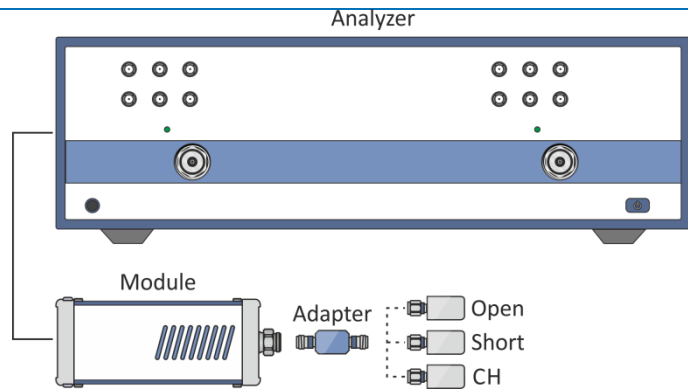 Analyzer
Module
Adapter
Open
Short
CH